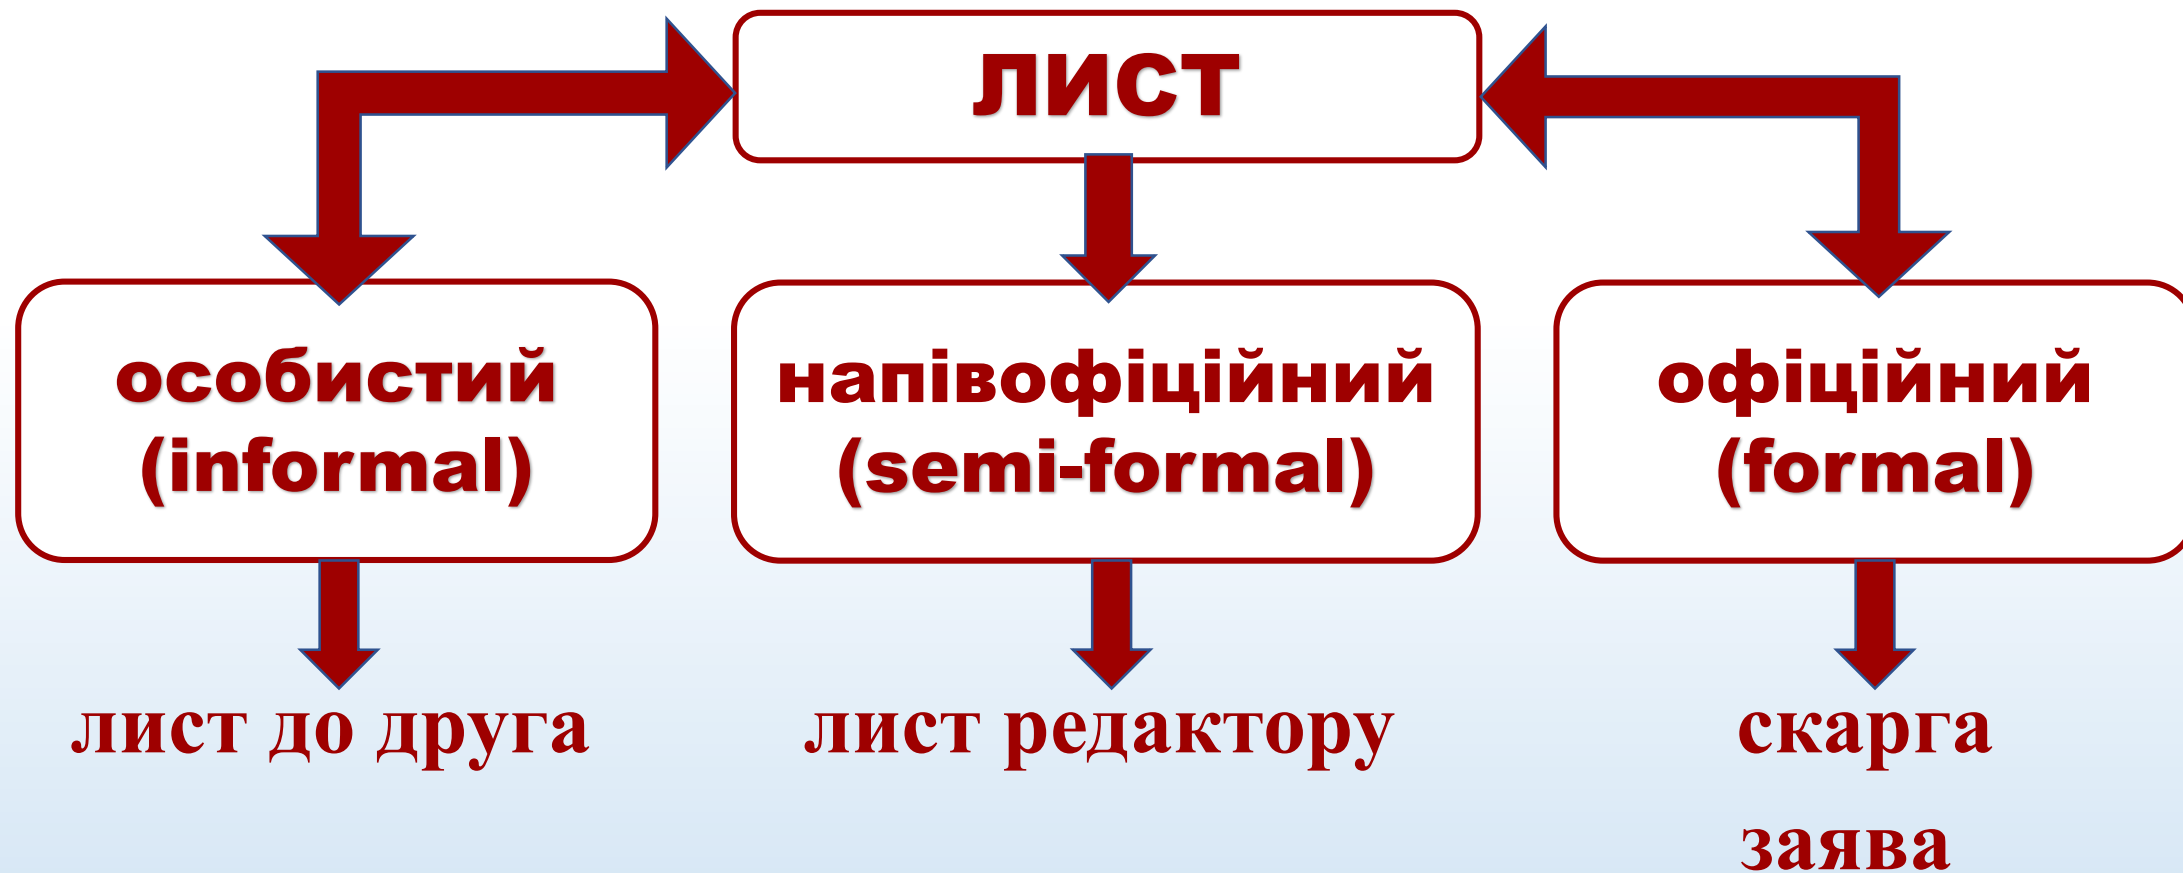 ЛИСТ
особистий
(informal)
напівофіційний
(semi-formal)
офіційний
(formal)
лист до друга
лист редактору
скарга
заява